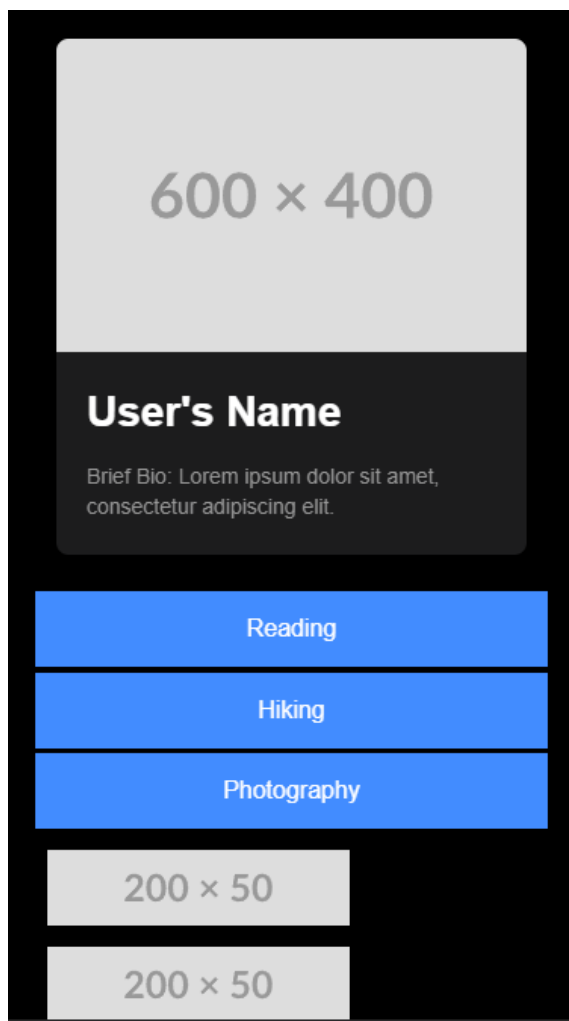 600 × 400
User's Name
Brief Bio: Lorem ipsum dolor sit amet,
consectetur adipiscing elit.
Reading
Hiking
Photography
200 × 50
200 × 50